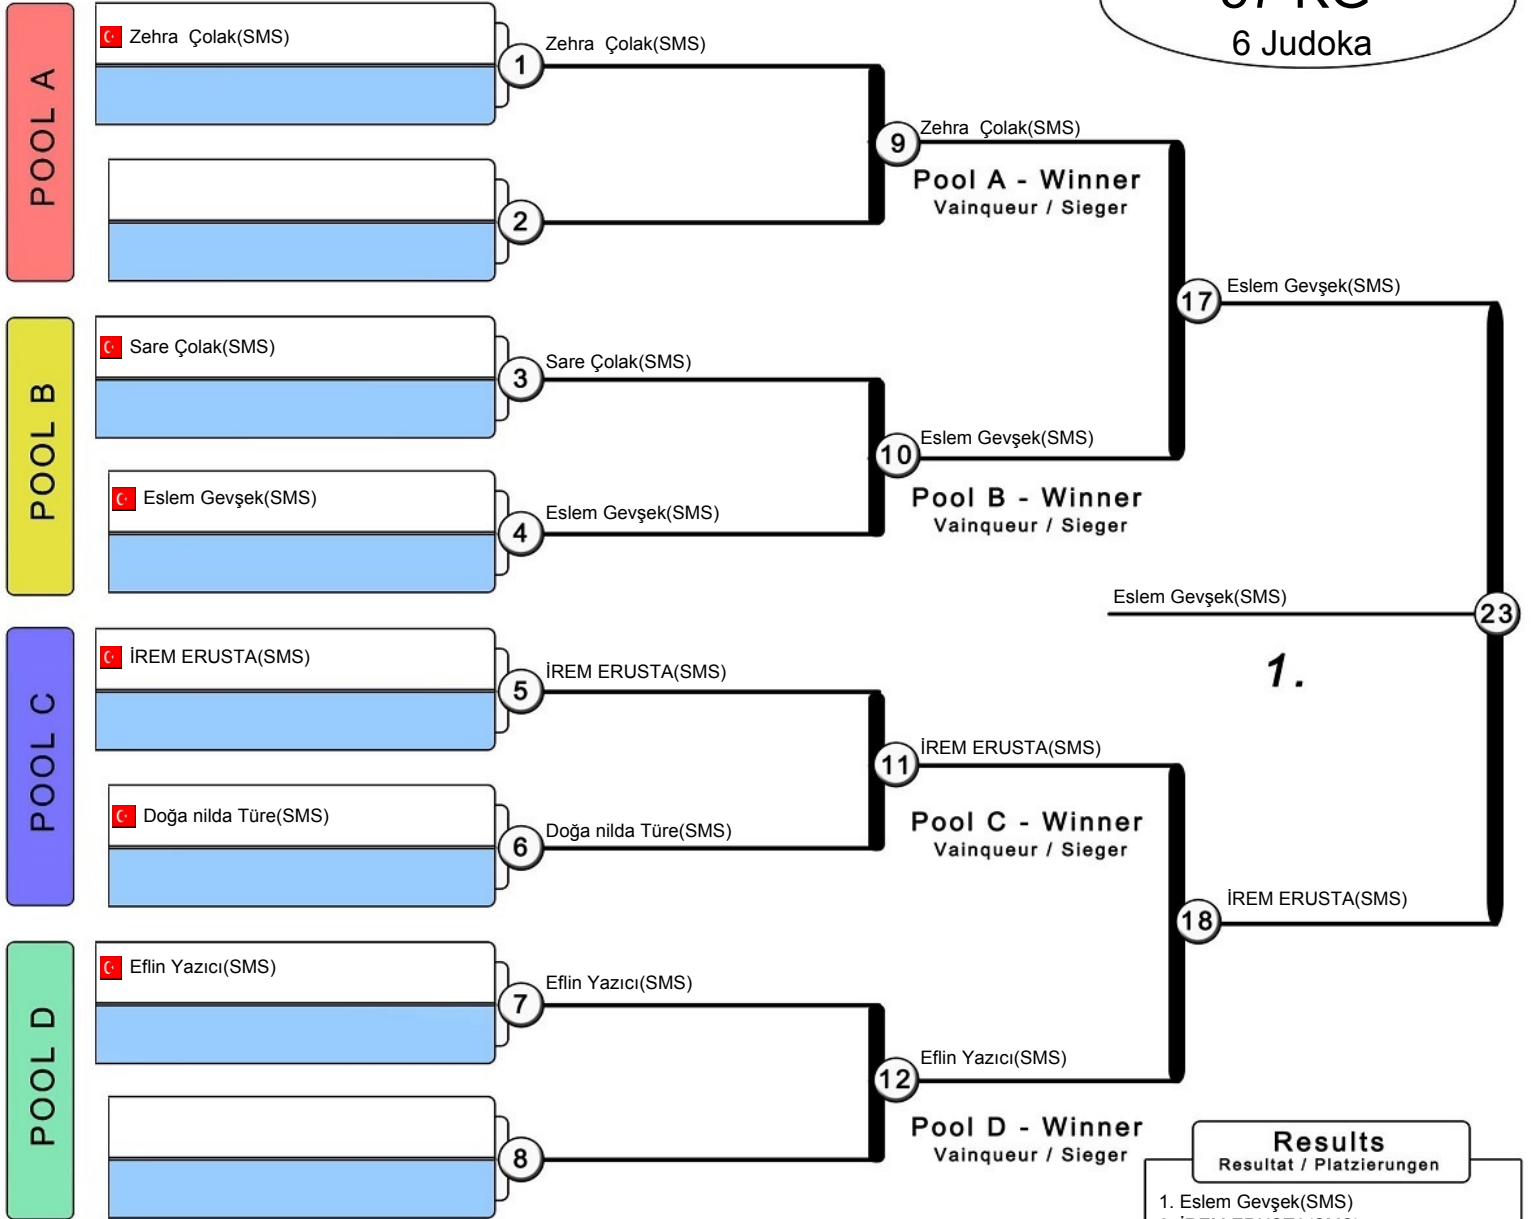 KG
6 Judoka
POOL A
Zehra Çolak(SMS)
1
Zehra Çolak(SMS)
2
9
Zehra Çolak(SMS)
Pool A - Winner
Vainqueur / Sieger
POOL B
Sare Çolak(SMS)
3
Sare Çolak(SMS)
Eslem Gevşek(SMS)
4
Eslem Gevşek(SMS)
10
Eslem Gevşek(SMS)
Pool B - Winner
Vainqueur / Sieger
17
Eslem Gevşek(SMS)
POOL C
İREM ERUSTA(SMS)
5
İREM ERUSTA(SMS)
Doğa nilda Türe(SMS)
6
Doğa nilda Türe(SMS)
11
İREM ERUSTA(SMS)
Pool C - Winner
Vainqueur / Sieger
POOL D
Eflin Yazıcı(SMS)
7
Eflin Yazıcı(SMS)
8
12
Eflin Yazıcı(SMS)
Pool D - Winner
Vainqueur / Sieger
18
İREM ERUSTA(SMS)
Eslem Gevşek(SMS)
23
1.
Results
Resultat / Platzierungen
1. Eslem Gevşek(SMS)